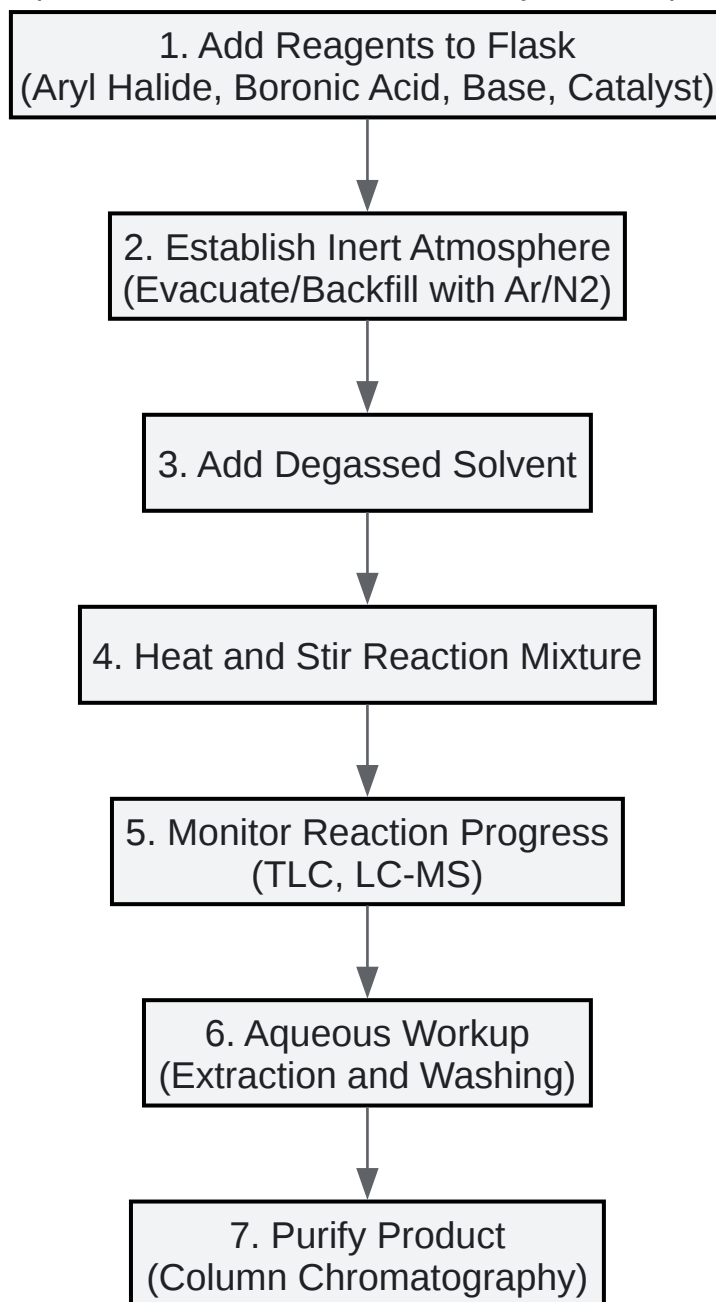 1. Add Reagents to Flask
(Aryl Halide, Boronic Acid, Base, Catalyst)
2. Establish Inert Atmosphere
(Evacuate/Backfill with Ar/N2)
3. Add Degassed Solvent
4. Heat and Stir Reaction Mixture
5. Monitor Reaction Progress
(TLC, LC-MS)
6. Aqueous Workup
(Extraction and Washing)
7. Purify Product
(Column Chromatography)